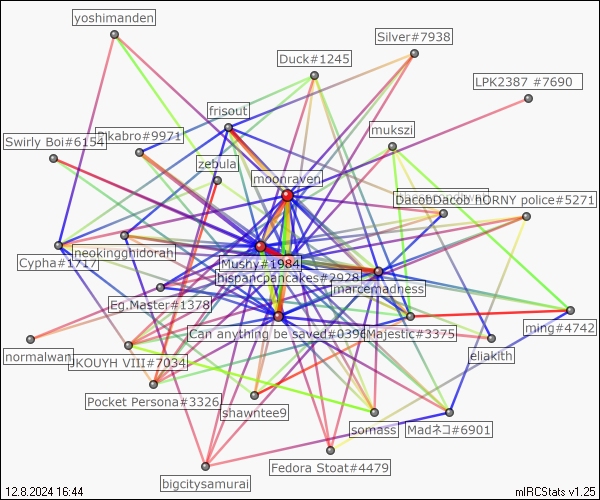 yoshimanden
Silver#7938
Duck#1245
LPK2387 #7690
frisout
mukszi
Pikabro#9971
Swirly Boi#6154
zebula
moonraven
DacobDacob
HORNY police#5271
neokingghidorah
Cypha#1717
Mushy#1984
hispancpancakes#2928
marcemadness
Eg.Master#1378
Can anything be saved#0396
Majestic#3375
ming#4742
normalwan
JKOUYH VIII#7034
eliakith
Pocket Persona#3326
shawntee9
somass
Madネコ#6901
Fedora Stoat#4479
bigcitysamurai
12.8.2024 16:44
mIRCStats v1.25